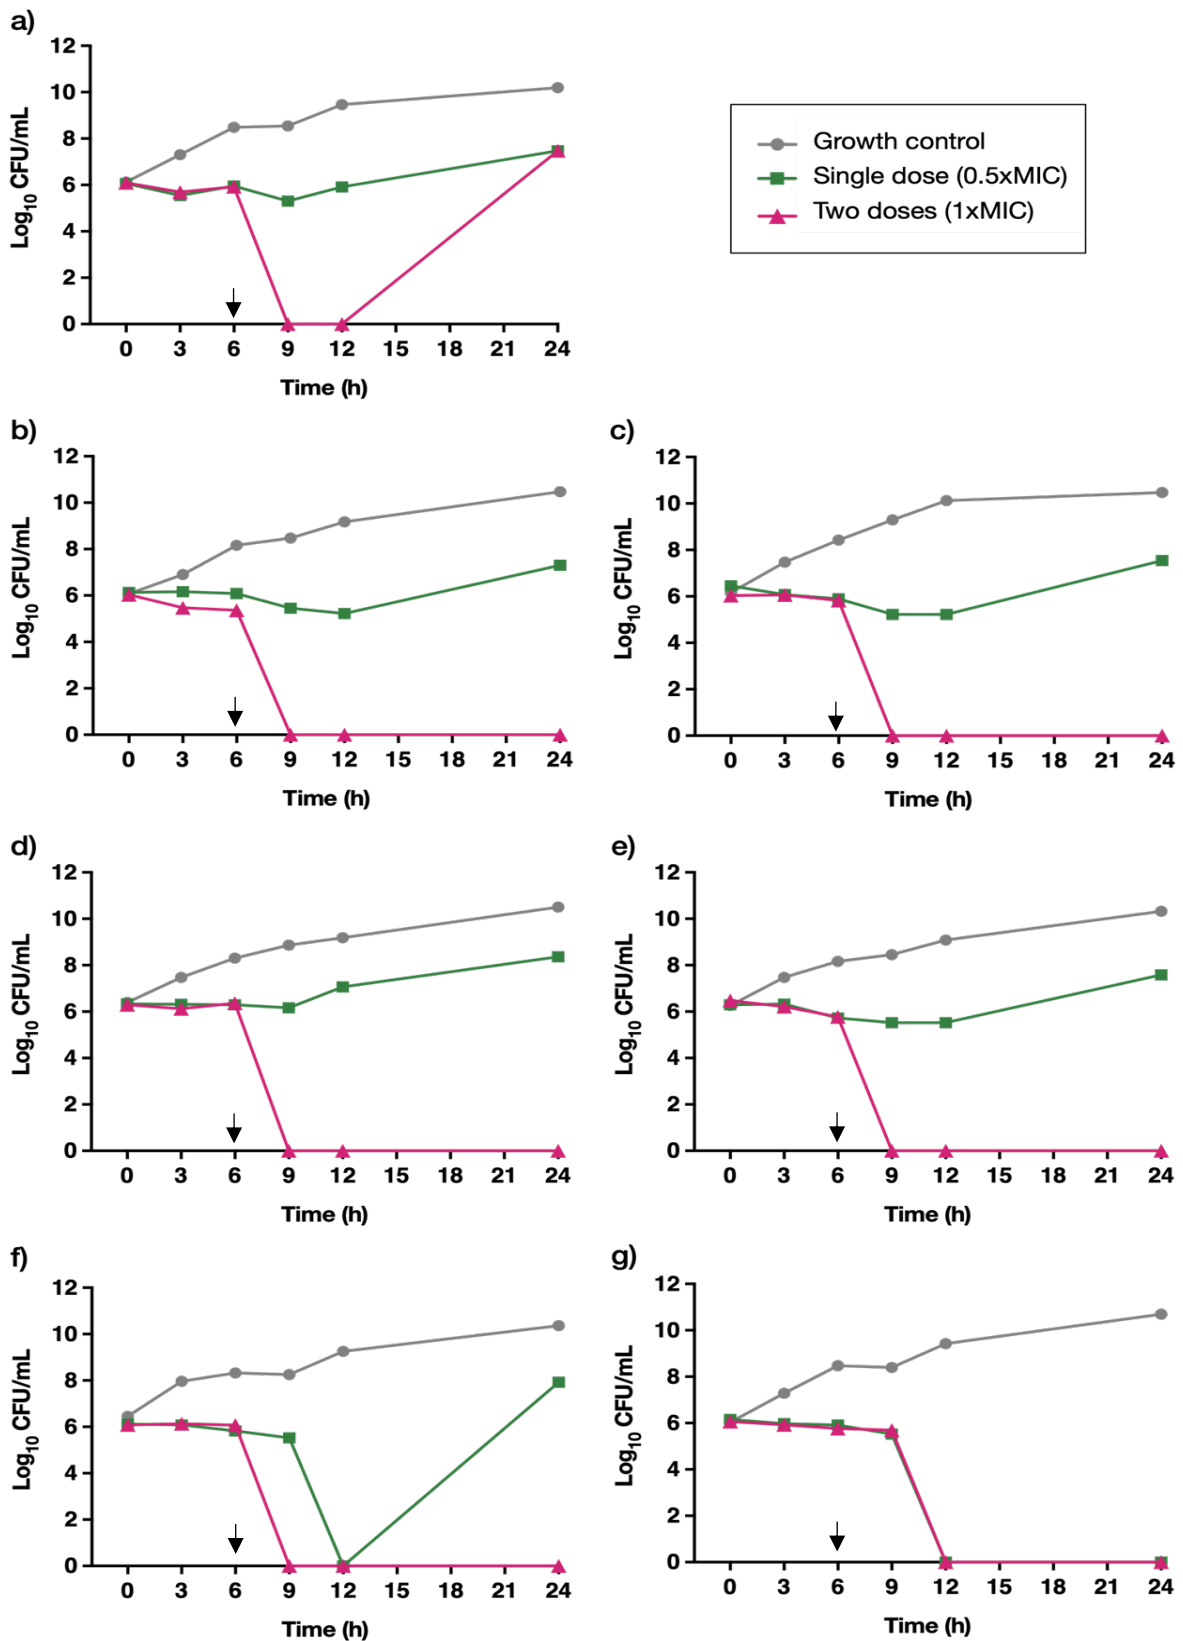 a)
12
10
8
6
4
2
0
Log10 CFU/mL
0 3 6 9 12 15 18 21 24
Time (h)
Growth control
Single dose (0.5xMIC)
Two doses (1xMIC)
b)
12
10
8
6
4
2
0
Log10 CFU/mL
0 3 6 9 12 15 18 21 24
Time (h)
c)
12
10
8
6
4
2
0
Log10 CFU/mL
0 3 6 9 12 15 18 21 24
Time (h)
d)
12
10
8
6
4
2
0
Log10 CFU/mL
0 3 6 9 12 15 18 21 24
Time (h)
e)
12
10
8
6
4
2
0
Log10 CFU/mL
0 3 6 9 12 15 18 21 24
Time (h)
f)
12
10
8
6
4
2
0
Log10 CFU/mL
0 3 6 9 12 15 18 21 24
Time (h)
g)
12
10
8
6
4
2
0
Log10 CFU/mL
0 3 6 9 12 15 18 21 24
Time (h)